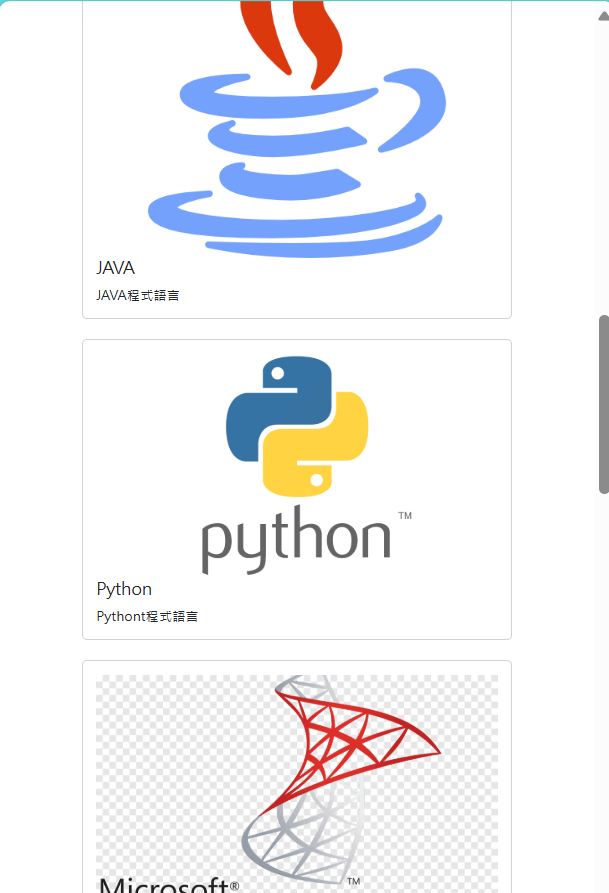 JAVA
JAVA程式語言
python™
Python
Pythont程式語言
Microsoft®
™